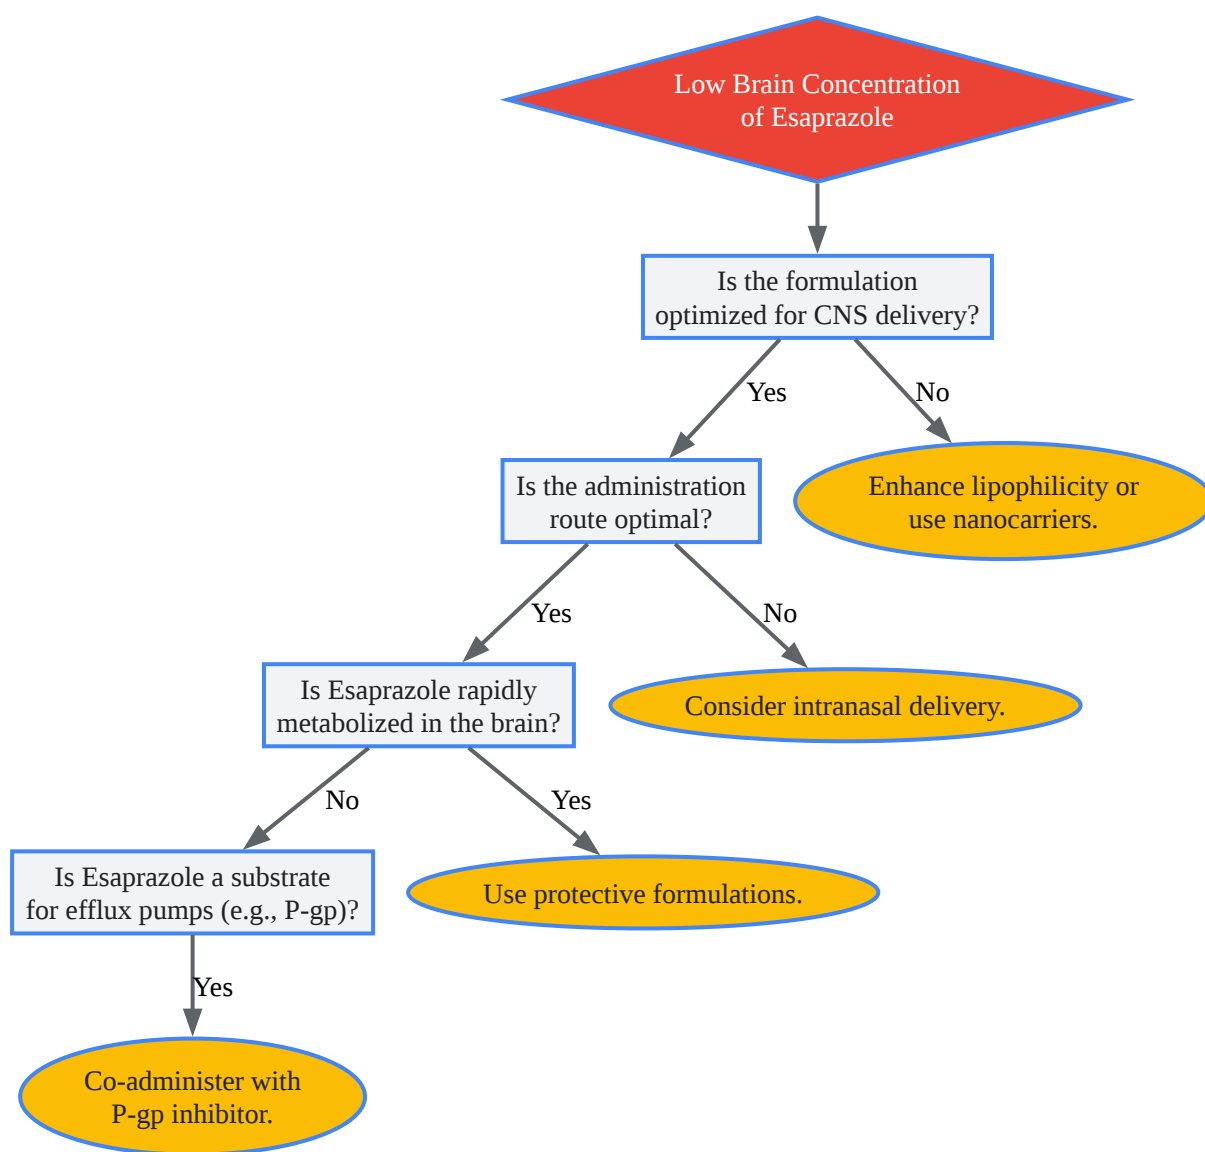 Low Brain Concentration
of Esaprazole
Is the formulation
optimized for CNS delivery?
Yes
No
Is the administration
route optimal?
Enhance lipophilicity or
use nanocarriers.
Yes
No
Is Esaprazole rapidly
metabolized in the brain?
Consider intranasal delivery.
No
Yes
Is Esaprazole a substrate
for efflux pumps (e.g., P-gp)?
Use protective formulations.
Yes
Co-administer with
P-gp inhibitor.